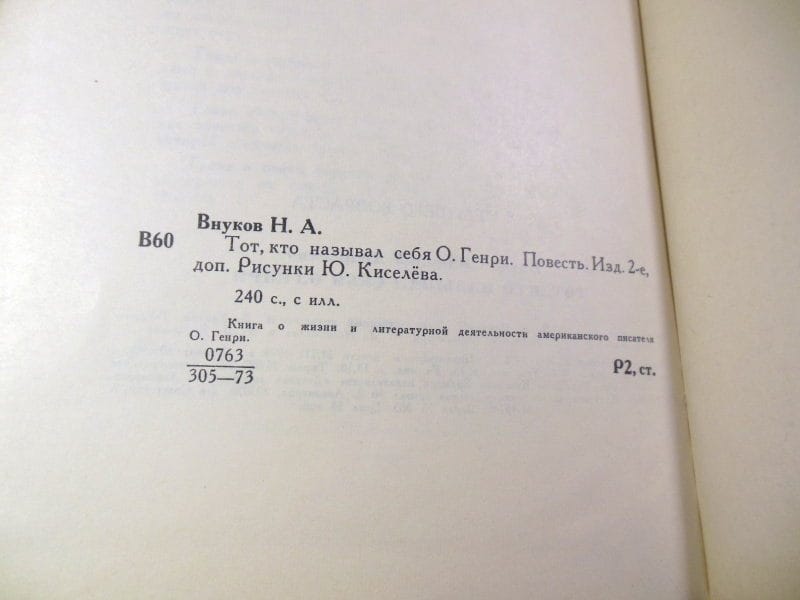 Внуков Н. А.
В60
Тот, кто называл себя О. Генри. Повесть. Изд. 2-е,
доп. Рисунки Ю. Киселёва.
240 с., с илл.
Книга о жизни и литературной деятельности американского писателя
О. Генри.
0763
305—73
Р2, ст.